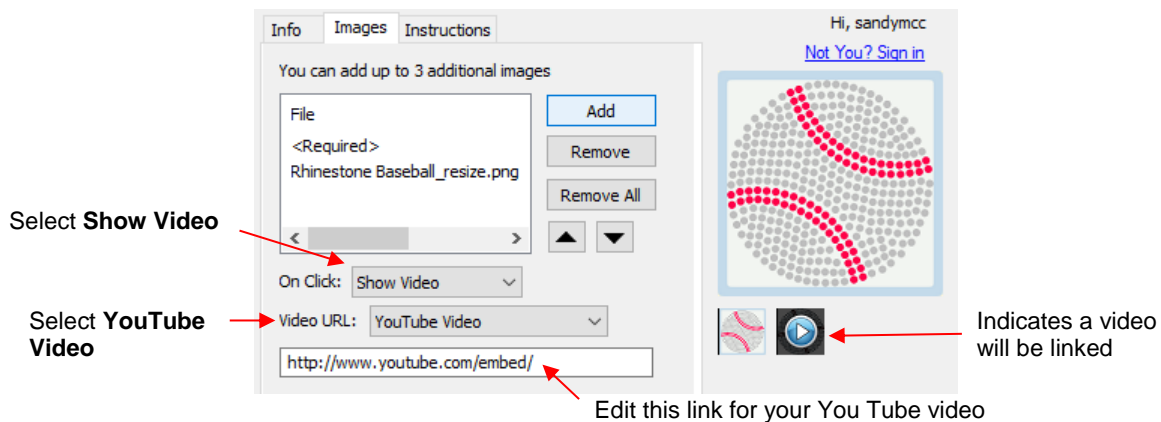 Info Images Instructions
Hi, sandymcc
Not You? Sign in
You can add up to 3 additional images
File
<Required>
Rhinestone Baseball_resize.png
Add
Remove
Remove All
Select Show Video
On Click: Show Video
Select YouTube
Video
Video URL: YouTube Video
http://www.youtube.com/embed/
Indicates a video
will be linked
Edit this link for your You Tube video